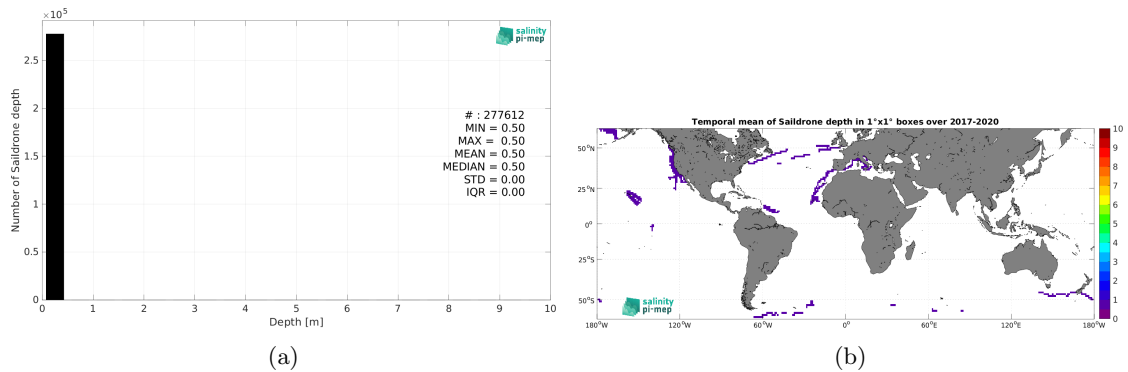 ×10⁵
salinity
pi-mep
2.5
2
1.5
1
0.5
0
Number of Saildrone depth
# : 277612
MIN = 0.50
MAX = 0.50
MEAN = 0.50
MEDIAN = 0.50
STD = 0.00
IQR = 0.00
0 1 2 3 4 5 6 7 8 9 10
Depth [m]
(a)
Temporal mean of Saildrone depth in 1°x1° boxes over 2017-2020
50°N
25°N
0°
25°S
50°S
salinity
pi-mep
180°W 120°W 60°W 0° 60°E 120°E 180°W
10
9
8
7
6
5
4
3
2
1
0
(b)